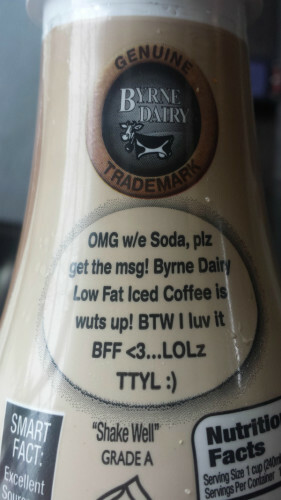 GENUINE
BYRNE
DAIRY
TRADEMARK
OMG w/e Soda, plz
get the msg! Byrne Dairy
Low Fat Iced Coffee is
wuts up! BTW I luv it
BFF <3...LOLz
TTYL :)
SMART
FACT:
Excellent
"Shake Well"
GRADE A
Nutrition
Facts
Serving Size 1 cup (240ml
Servings Per Container